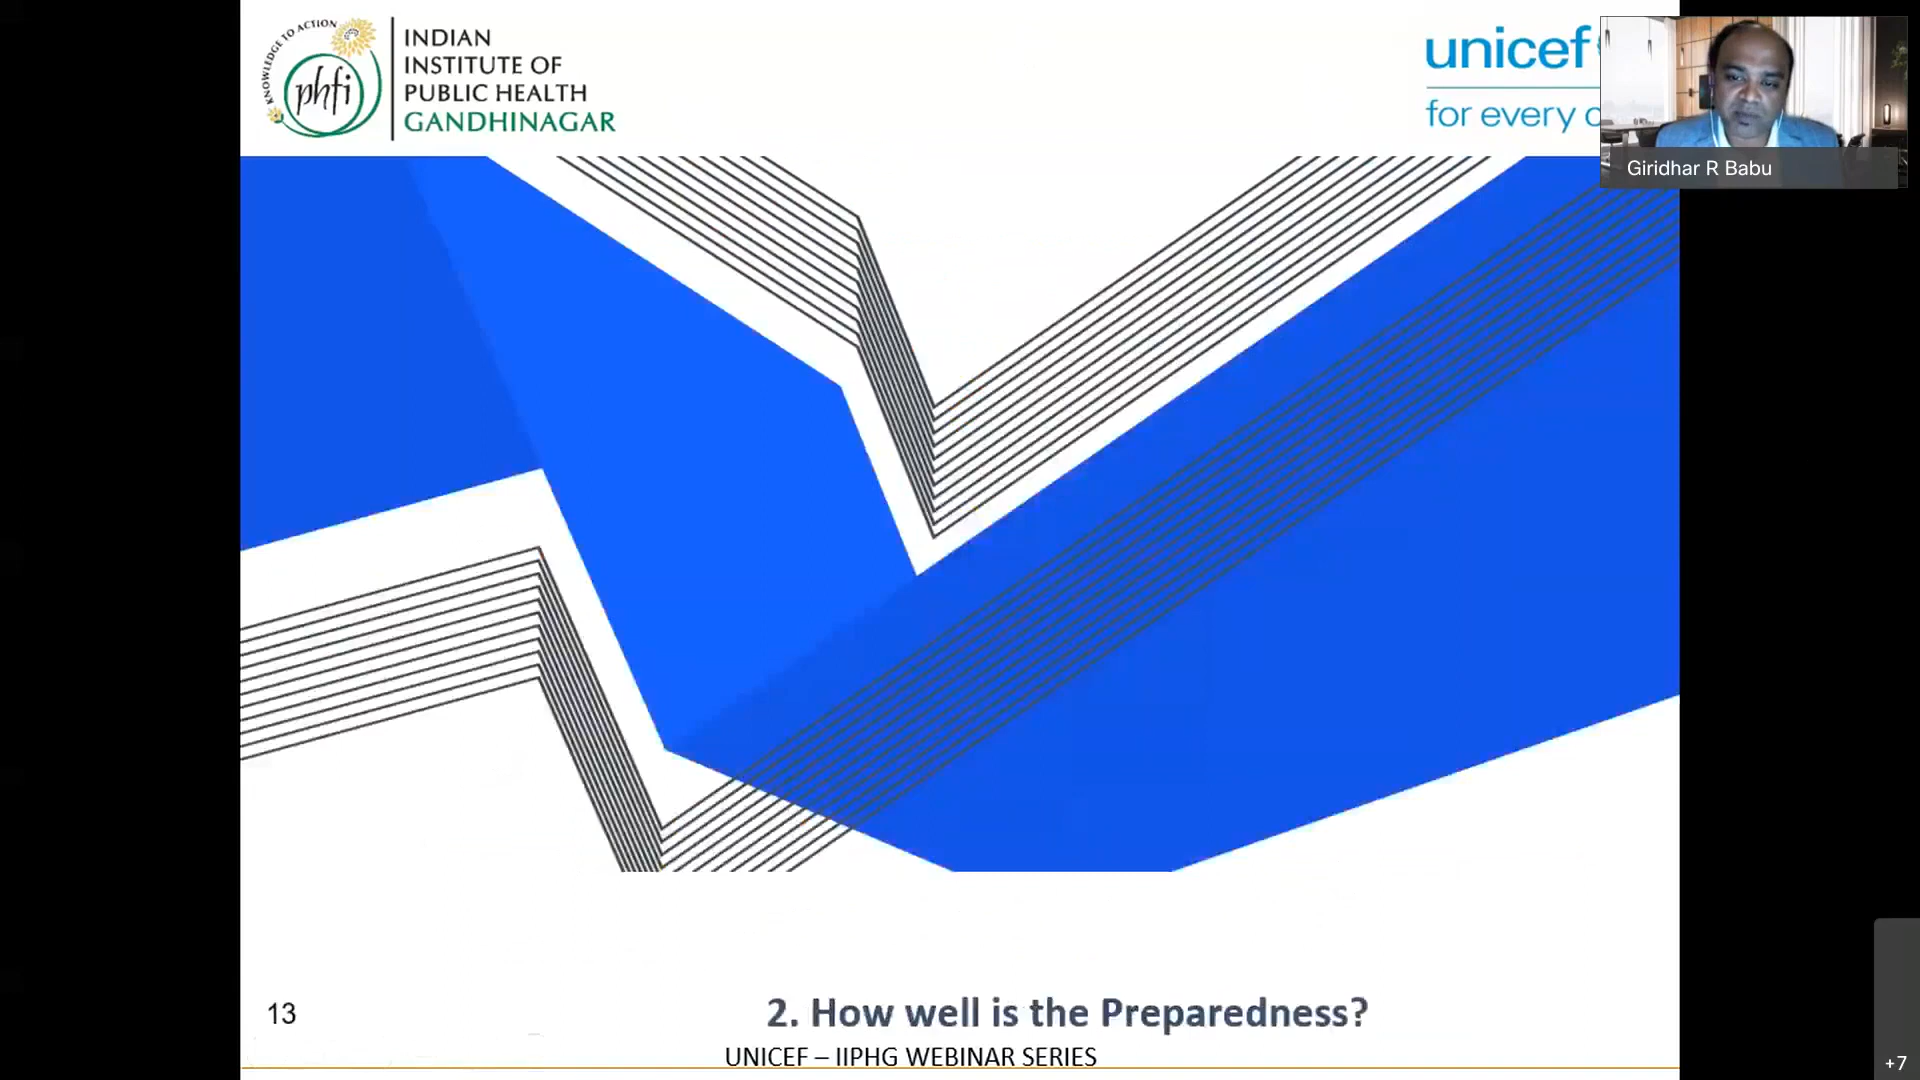 KNOWLEDGE TO ACTION
phfi
INDIAN
INSTITUTE OF
PUBLIC HEALTH
GANDHINAGAR
unicef
for every c
Giridhar R Babu
13
2. How well is the Preparedness?
UNICEF – IIPHG WEBINAR SERIES
+7